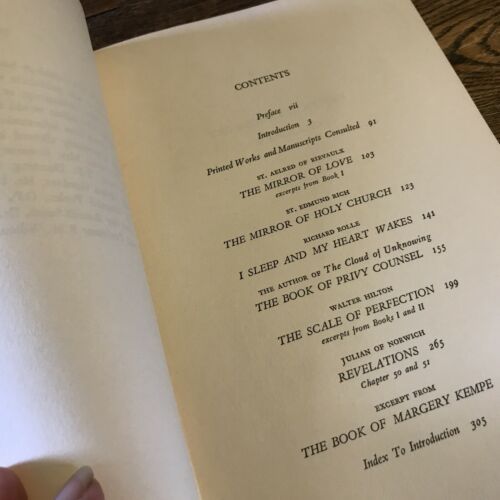 CONTENTS
Preface vii
Introduction 3
Printed Works and Manuscripts Consulted 91
ST. AELRED OF RIEVAULX
THE MIRROR OF LOVE 103
excerpts from Book I
ST. EDMUND RICH
THE MIRROR OF HOLY CHURCH 123
RICHARD ROLLE
I SLEEP AND MY HEART WAKES 141
THE AUTHOR OF The Cloud of Unknowing
THE BOOK OF PRIVY COUNSEL 155
WALTER HILTON
THE SCALE OF PERFECTION 199
excerpts from Books I and II
JULIAN OF NORWICH
REVELATIONS 265
Chapter 50 and 51
EXCERPT FROM
THE BOOK OF MARGERY KEMPE
Index To Introduction 305